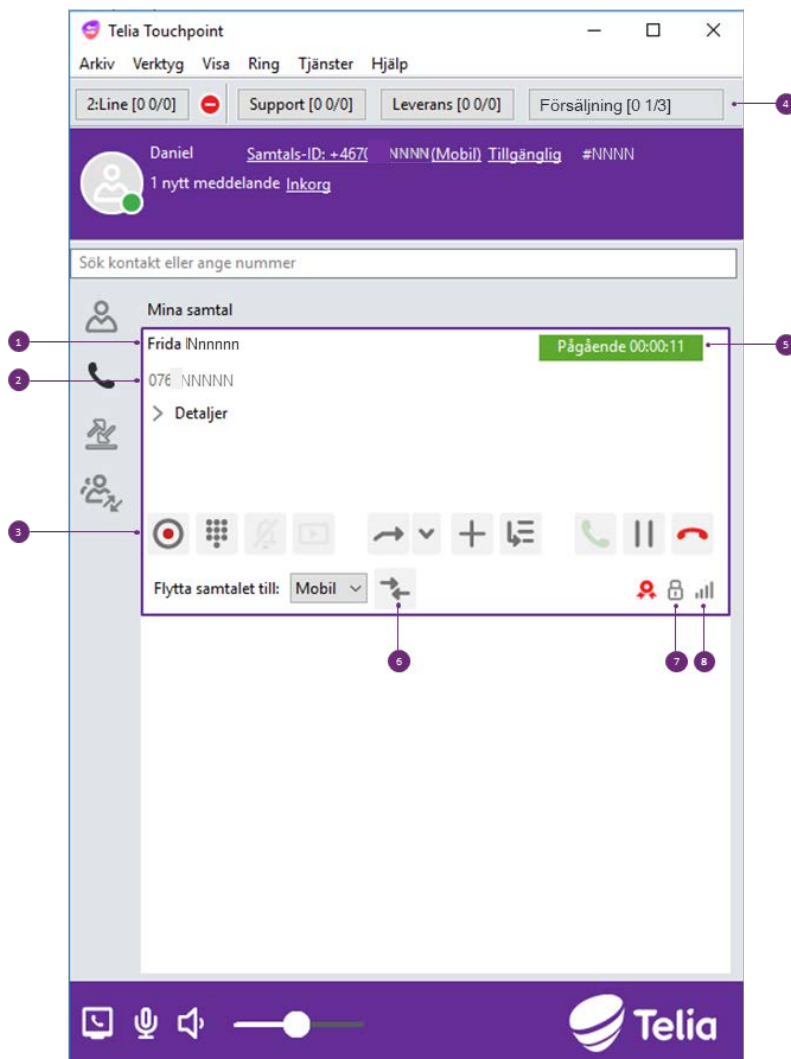 Telia Touchpoint
Arkiv Verktyg Visa Ring Tjänster Hjälp
2:Line [0 0/0] Support [0 0/0] Leverans [0 0/0] Försäljning [0 1/3]
4
Daniel Samtals-ID: +467( NNNN (Mobil) Tillgänglig #NNNN
1 nytt meddelande Inkorg
Sök kontakt eller ange nummer
Mina samtal
1 Frida Nnnnnn Pågående 00:00:11 5
2 076 NNNNN
Detaljer
3
Flytta samtalet till: Mobil
6 7 8
Telia